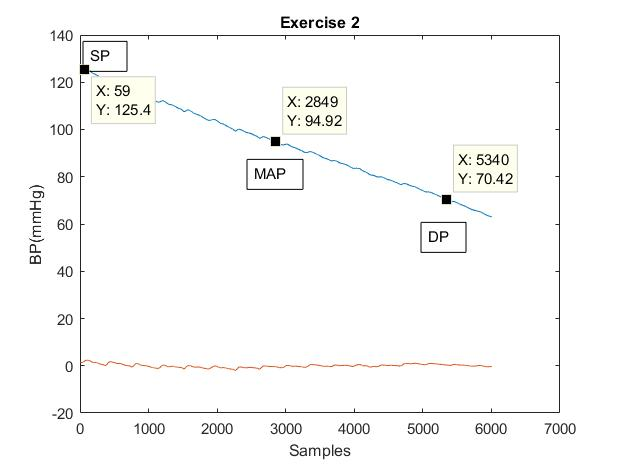 Exercise 2
140
120
100
80
60
40
20
0
-20
BP(mmHg)
SP
X: 59
Y: 125.4
X: 2849
Y: 94.92
MAP
X: 5340
Y: 70.42
DP
0 1000 2000 3000 4000 5000 6000 7000
Samples